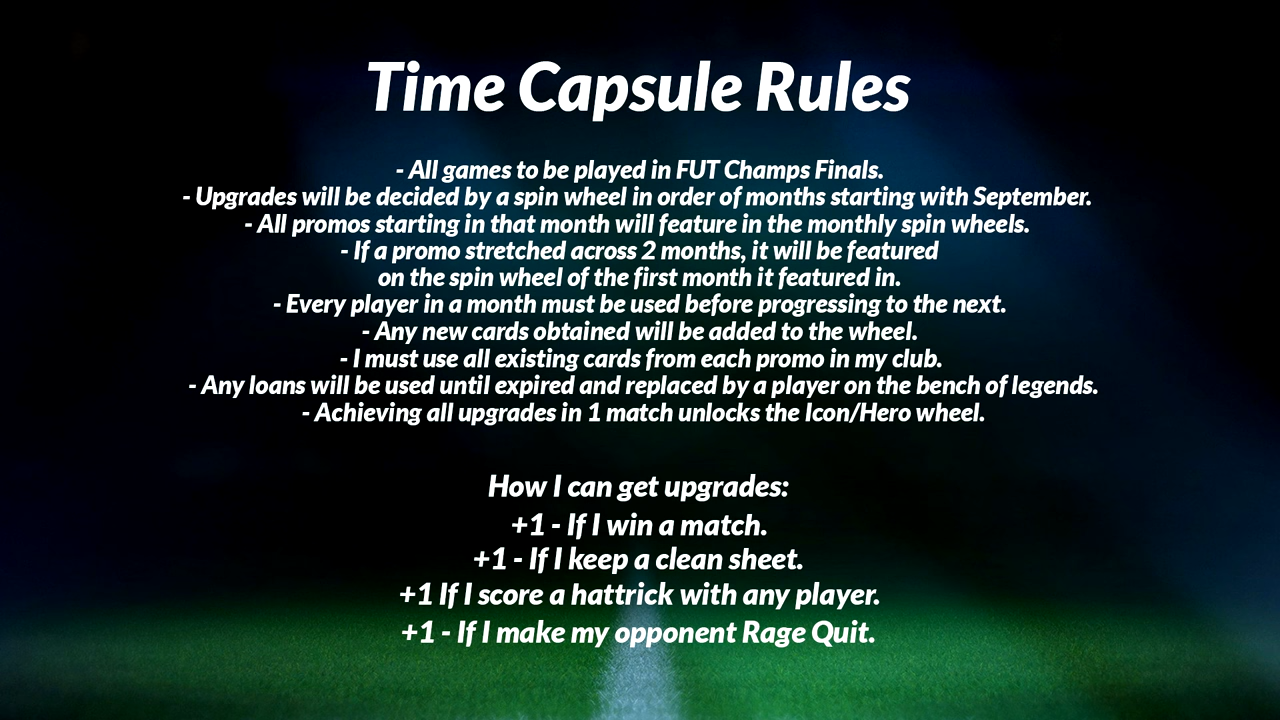 Time Capsule Rules
- All games to be played in FUT Champs Finals.
- Upgrades will be decided by a spin wheel in order of months starting with September.
- All promos starting in that month will feature in the monthly spin wheels.
- If a promo stretched across 2 months, it will be featured
on the spin wheel of the first month it featured in.
- Every player in a month must be used before progressing to the next.
- Any new cards obtained will be added to the wheel.
- I must use all existing cards from each promo in my club.
- Any loans will be used until expired and replaced by a player on the bench of legends.
- Achieving all upgrades in 1 match unlocks the Icon/Hero wheel.
How I can get upgrades:
+1 - If I win a match.
+1 - If I keep a clean sheet.
+1 If I score a hattrick with any player.
+1 - If I make my opponent Rage Quit.